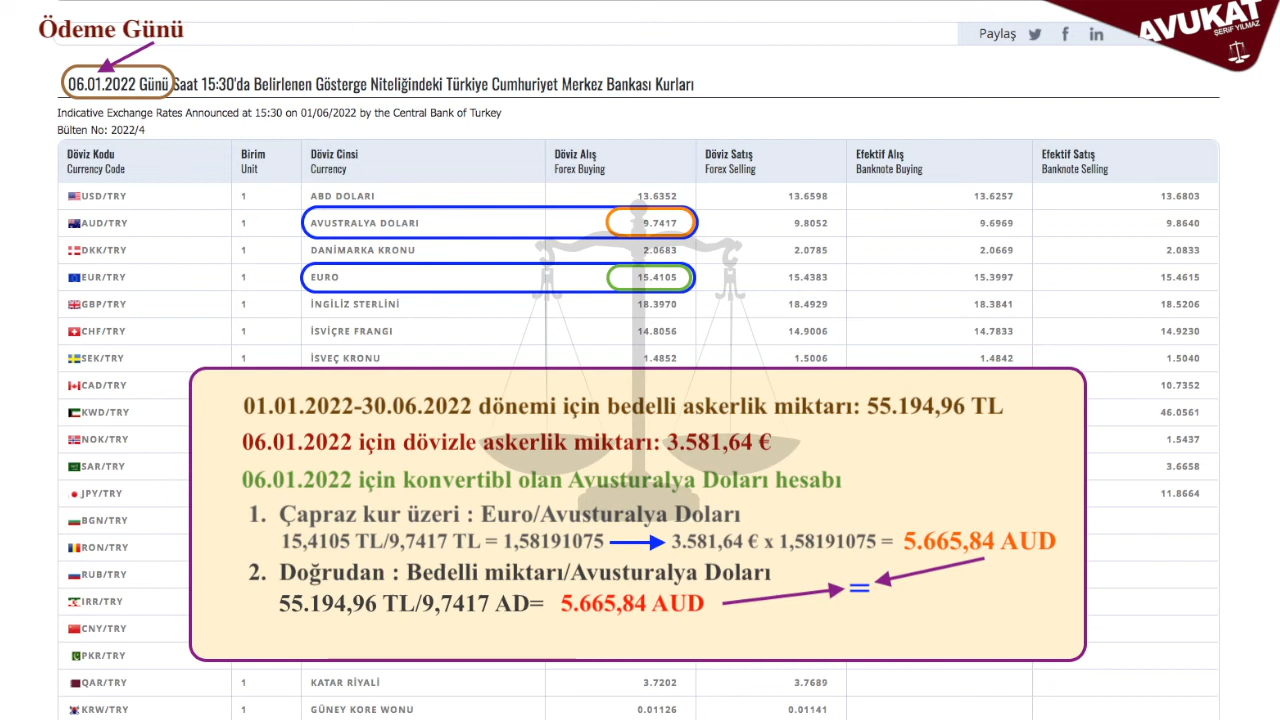 Ödeme Günü
Paylaş
AVUKAT
ŞERİF YILMAZ
06.01.2022 Günü Saat 15:30'da Belirlenen Gösterge Niteliğindeki Türkiye Cumhuriyet Merkez Bankası Kurları
Indicative Exchange Rates Announced at 15:30 on 01/06/2022 by the Central Bank of Turkey
Bülten No: 2022/4
Döviz Kodu Birim Döviz Cinsi Döviz Alış Döviz Satış Efektif Alış Efektif Satış
Currency Code Unit Currency Forex Buying Forex Selling Banknote Buying Banknote Selling
USD/TRY 1 ABD DOLARI 13.6352 13.6598 13.6257 13.6803
AUD/TRY 1 AVUSTRALYA DOLARI 9.7417 9.8052 9.6969 9.8640
DKK/TRY 1 DANİMARKA KRONU 2.0683 2.0785 2.0669 2.0833
EUR/TRY 1 EURO 15.4105 15.4383 15.3997 15.4615
GBP/TRY 1 İNGİLİZ STERLİNİ 18.3970 18.4929 18.3841 18.5206
CHF/TRY 1 İSVİÇRE FRANGI 14.8056 14.9006 14.7833 14.9230
SEK/TRY 1 İSVEÇ KRONU 1.4852 1.5006 1.4842 1.5040
CAD/TRY 10.7352
KWD/TRY 46.0561
NOK/TRY 1.5437
SAR/TRY 3.6658
JPY/TRY 11.8664
BGN/TRY
RON/TRY
RUB/TRY
IRR/TRY
CNY/TRY
PKR/TRY
QAR/TRY 1 KATAR RİYALİ 3.7202 3.7689
KRW/TRY 1 GÜNEY KORE WONU 0.01126 0.01141
01.01.2022-30.06.2022 dönemi için bedelli askerlik miktarı: 55.194,96 TL
06.01.2022 için dövizle askerlik miktarı: 3.581,64 €
06.01.2022 için konvertibl olan Avusturalya Doları hesabı
1. Çapraz kur üzeri : Euro/Avusturalya Doları
15,4105 TL/9,7417 TL = 1,58191075 3.581,64 € x 1,58191075 = 5.665,84 AUD
2. Doğrudan : Bedelli miktarı/Avusturalya Doları
=
55.194,96 TL/9,7417 AD= 5.665,84 AUD